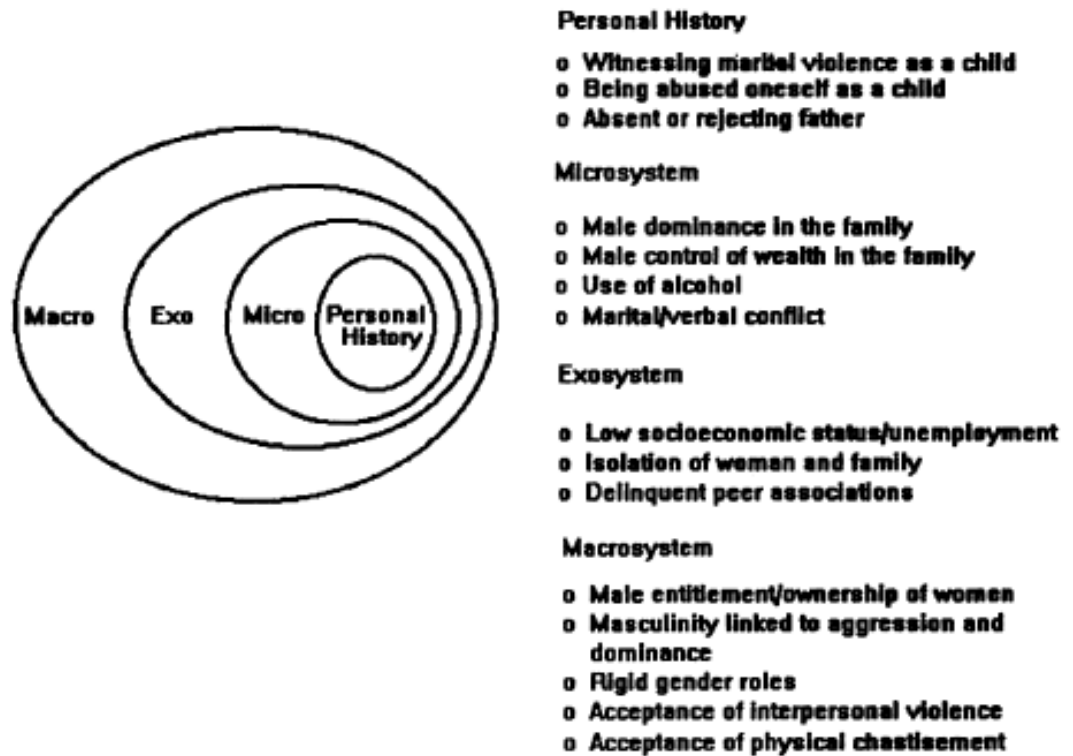 Macro
Exo
Micro
Personal
History
Personal History
o Witnessing marital violence as a child
o Being abused oneself as a child
o Absent or rejecting father
Microsystem
o Male dominance in the family
o Male control of wealth in the family
o Use of alcohol
o Marital/verbal conflict
Exosystem
o Low socioeconomic status/unemployment
o Isolation of woman and family
o Delinquent peer associations
Macrosystem
o Male entitlement/ownership of women
o Masculinity linked to aggression and
dominance
o Rigid gender roles
o Acceptance of interpersonal violence
o Acceptance of physical chastisement